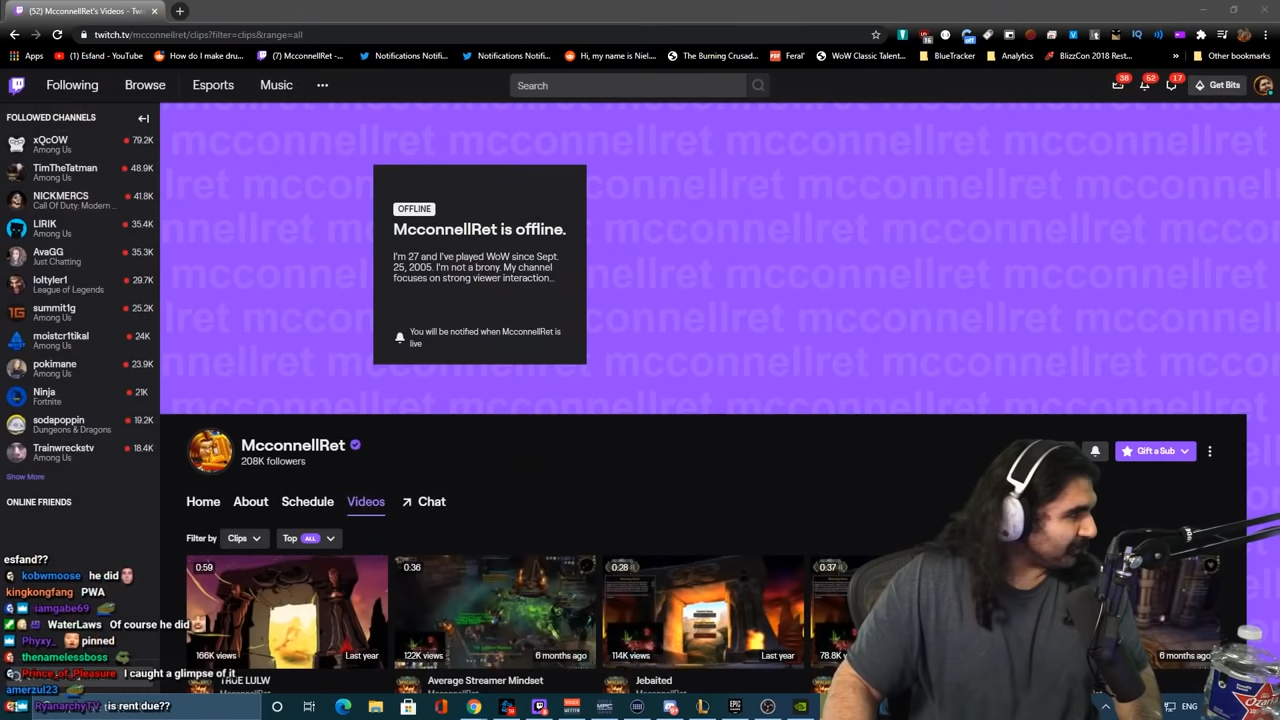 (52) McconnellRet's Videos - Tw
twitch.tv/mcconnellret/clips?filter=clips&range=all
Apps
(1) Esfand - YouTube
How do I make dru...
(7) McconnellRet -...
Notifications Notifi...
Notifications Notifi...
Hi, my name is Niel...
The Burning Crusad...
Feral'
WoW Classic Talent...
BlueTracker
Analytics
BlizzCon 2018 Rest...
»
Other bookmarks
Following
Browse
Esports
Music
Search
38
52
17
Get Bits
FOLLOWED CHANNELS
xQcOW
79.2K
Among Us
TimTheTatman
48.9K
Among Us
NICKMERCS
41.8K
Call Of Duty: Modern ...
LIRIK
35.4K
Among Us
AvaGG
35.3K
Just Chatting
loltyler1
29.7K
League of Legends
summit1g
25.2K
Among Us
moistcr1tikal
24K
Among Us
pokimane
23.9K
Among Us
Ninja
21K
Fortnite
sodapoppin
19.2K
Dungeons & Dragons
Trainwreckstv
18.4K
Among Us
Show More
ONLINE FRIENDS
mcconnellret mcconnellret mcconnellret
OFFLINE
McconnellRet is offline.
I'm 27 and I've played WoW since Sept.
25, 2005. I'm not a brony. My channel
focuses on strong viewer interaction...
You will be notified when McconnellRet is
live
McconnellRet
208K followers
Gift a Sub
Home
About
Schedule
Videos
Chat
Filter by
Clips
Top
ALL
0:59
166K views
Last year
TRUE LULW
McconnellRet
0:36
122K views
6 months ago
Average Streamer Mindset
McconnellRet
0:28
114K views
Last year
Jebaited
McconnellRet
0:37
78.8K v
6 months ago
esfand??
kobwmoose he did
kingkongfang PWA
iamgabe69
WaterLaws Of course he did
Phyxy_ pinned
thenamelessboss
Prince_of_Pleasure I caught a glimpse of it
amerzul23
RyanarchyTV is rent due??
ENG